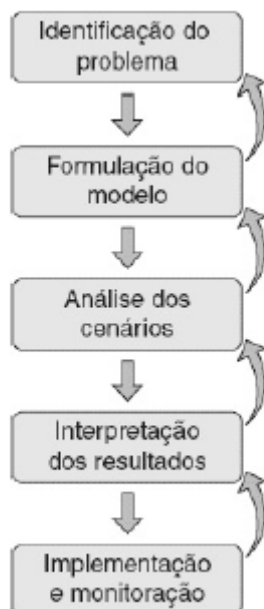 Identificação do
problema
Formulação do
modelo
Análise dos
cenários
Interpretação
dos resultados
Implementação
e monitoração